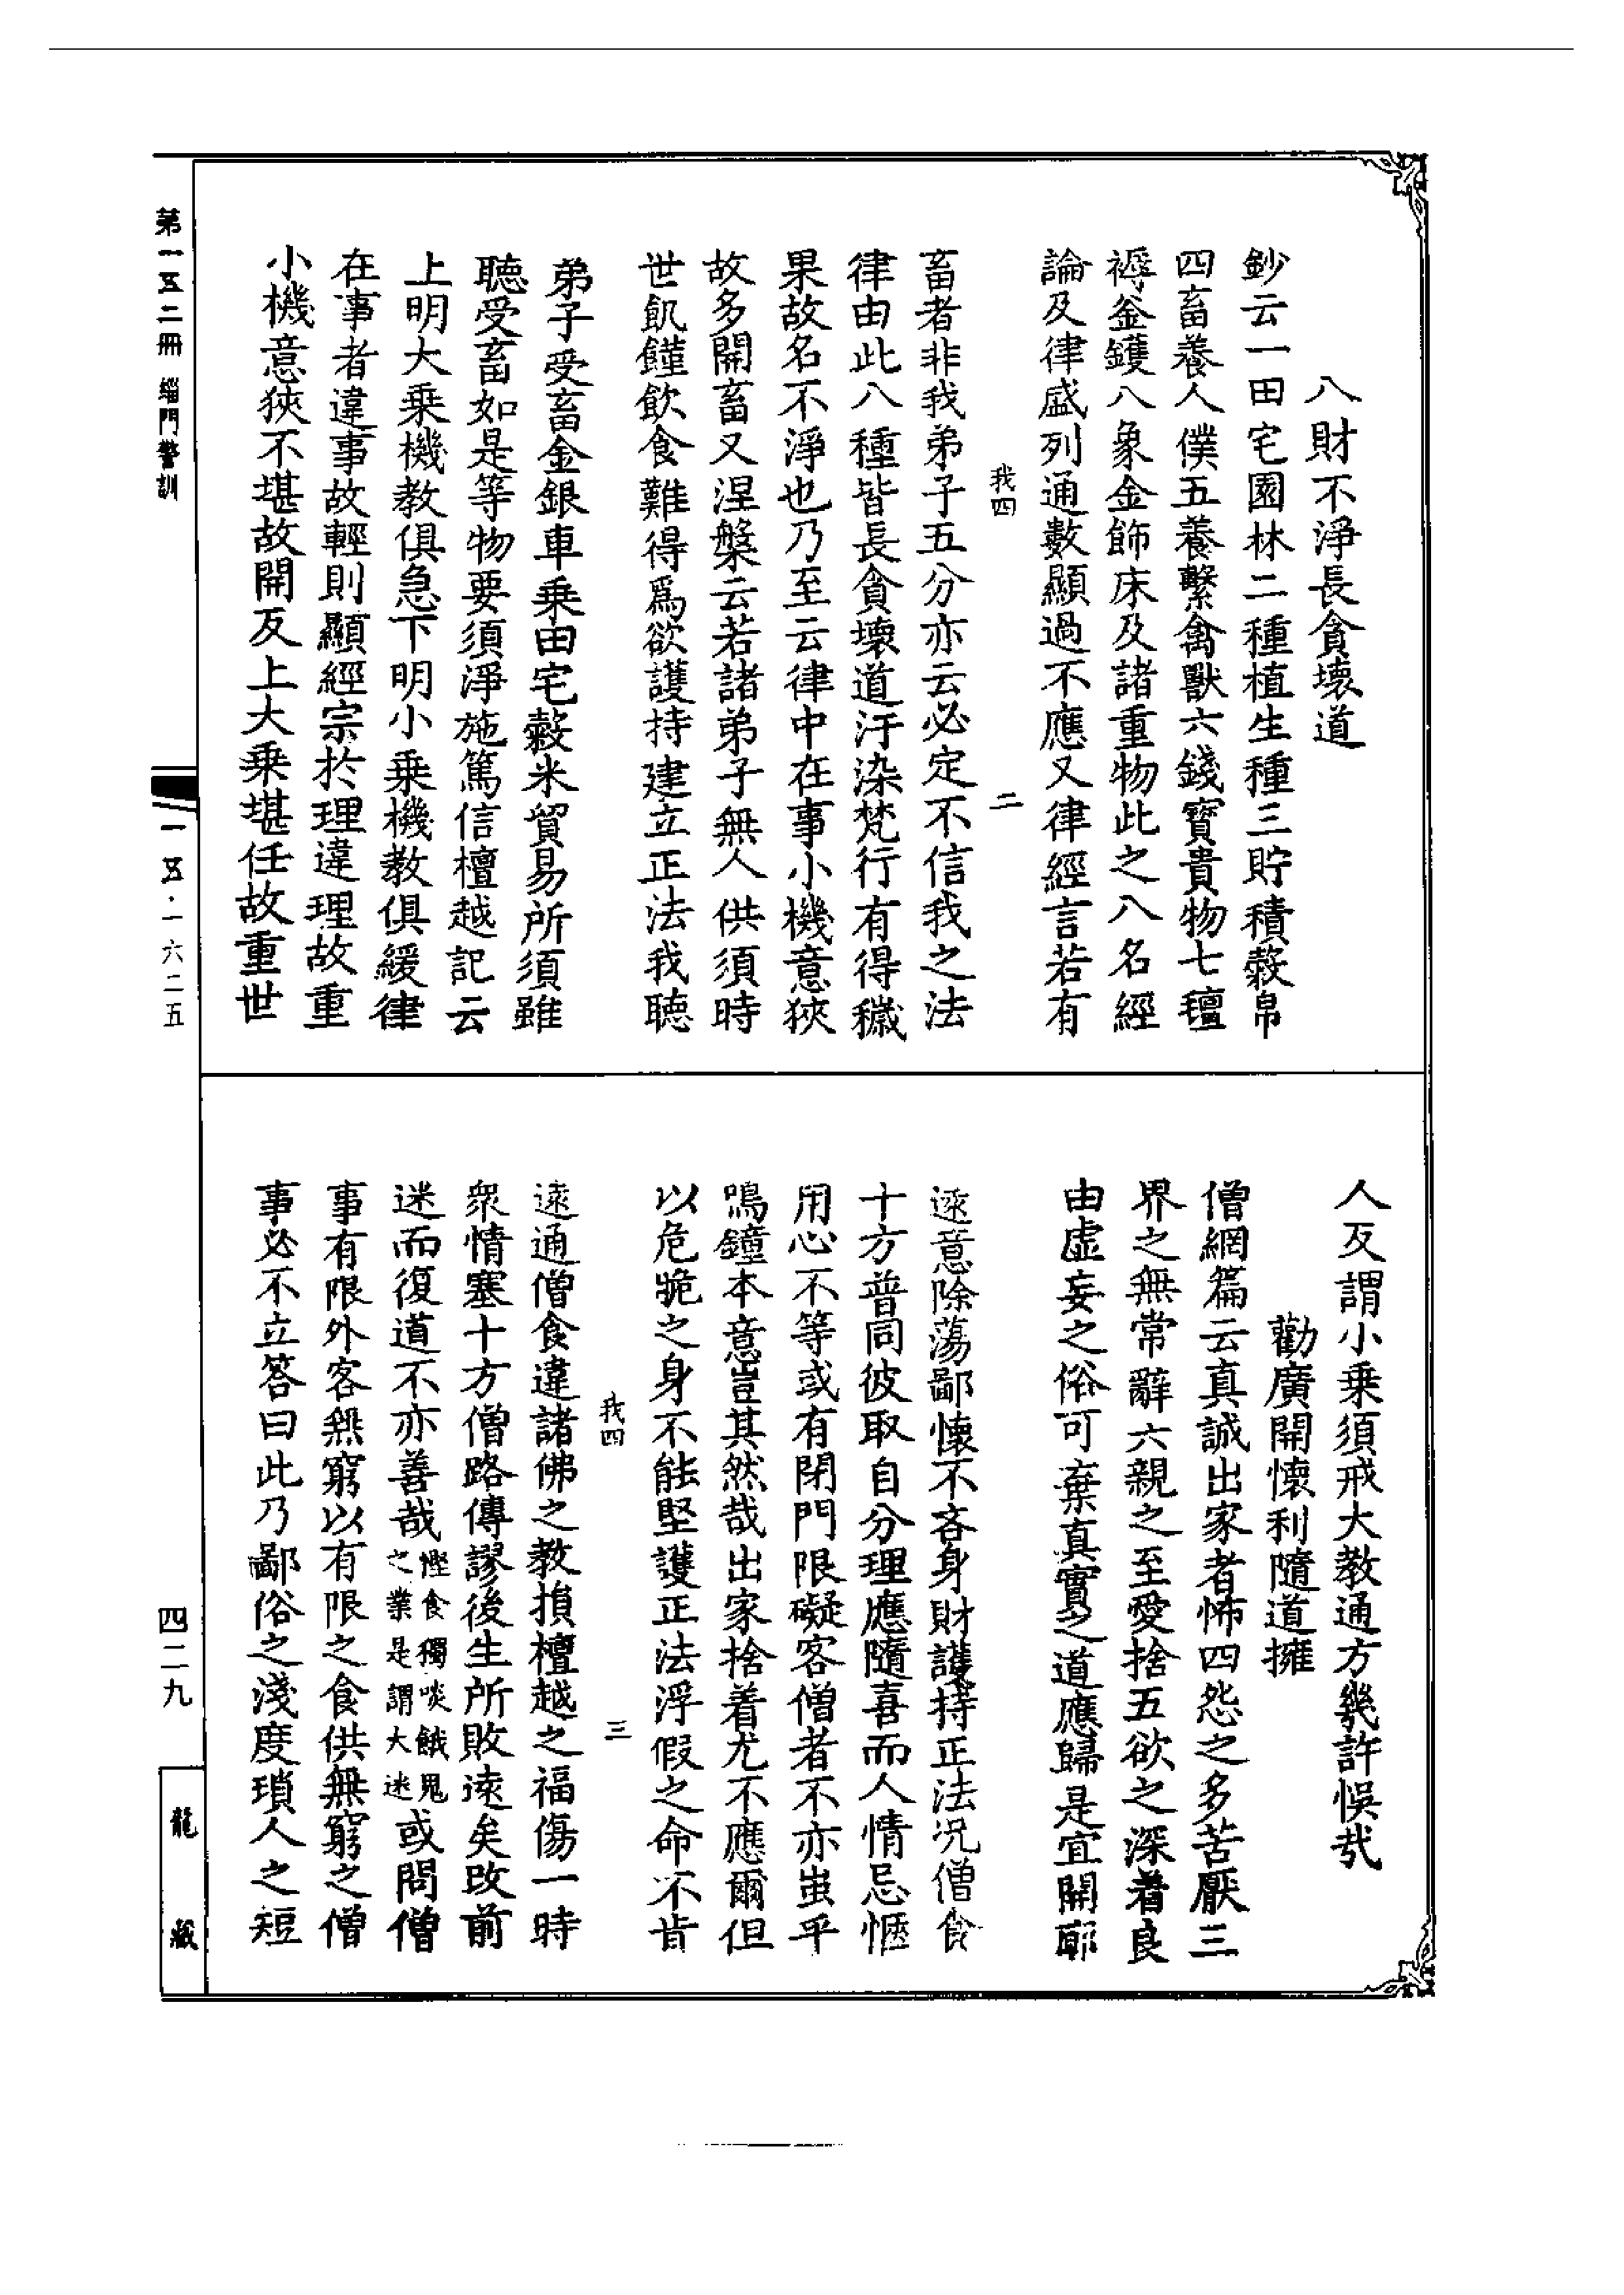 八財不淨長貪壞道
鈔云一田宅園林二種植生種三貯積穀帛
四畜養人僕五養繫禽獸六錢寶貴物七氊
褥釜鑊八象金飾床及諸重物此之八名經
論及律盛列通數顯過不應又律經言若有
我四 二
畜者非我弟子五分亦云必定不信我之法
律由此八種皆長貪壞道汙染梵行有得穢
果故名不淨也乃至云律中在事小機意狹
故多開畜又涅槃云若諸弟子無人供須時
世飢饉飲食難得爲欲護持建立正法我聽
弟子受畜金銀車乗田宅穀米貿易所須雖
聽受畜如是等物要須淨施篤信檀越記云
上明大乗機教俱急下明小乗機教俱緩律
在事者違事故輕則顯經宗於理違理故重
小機意狹不堪故開反上大乗堪任故重世
人反謂小乗須戒大教通方幾許悞哉
勸廣開懷利隨道擁
僧網篇云真誠出家者怖四怨之多苦厭三
界之無常辭六親之至愛捨五欲之深着良
由虛妄之俗可棄真實之道應歸是宜開廓
遠意除蕩鄙懷不吝身財護持正法况僧食
十方普同彼取自分理應隨喜而人情忌愜
用心不等或有閉門限礙客僧者不亦蚩乎
鳴鐘本意豈其然哉出家捨着尤不應爾但
以危脆之身不能堅護正法浮假之命不肯
我四 三
遠通僧食違諸佛之教損檀越之福傷一時
衆情塞十方僧路傳謬後生所敗遠矣改前
迷而復道不亦善哉慳食獨啖餓鬼之業是謂大迷或問僧
事有限外客無窮以有限之食供無窮之僧
事必不立答曰此乃鄙俗之淺度瑣人之短
第一五二冊 緇門警訓
一五·一六二五
四二九
龍藏